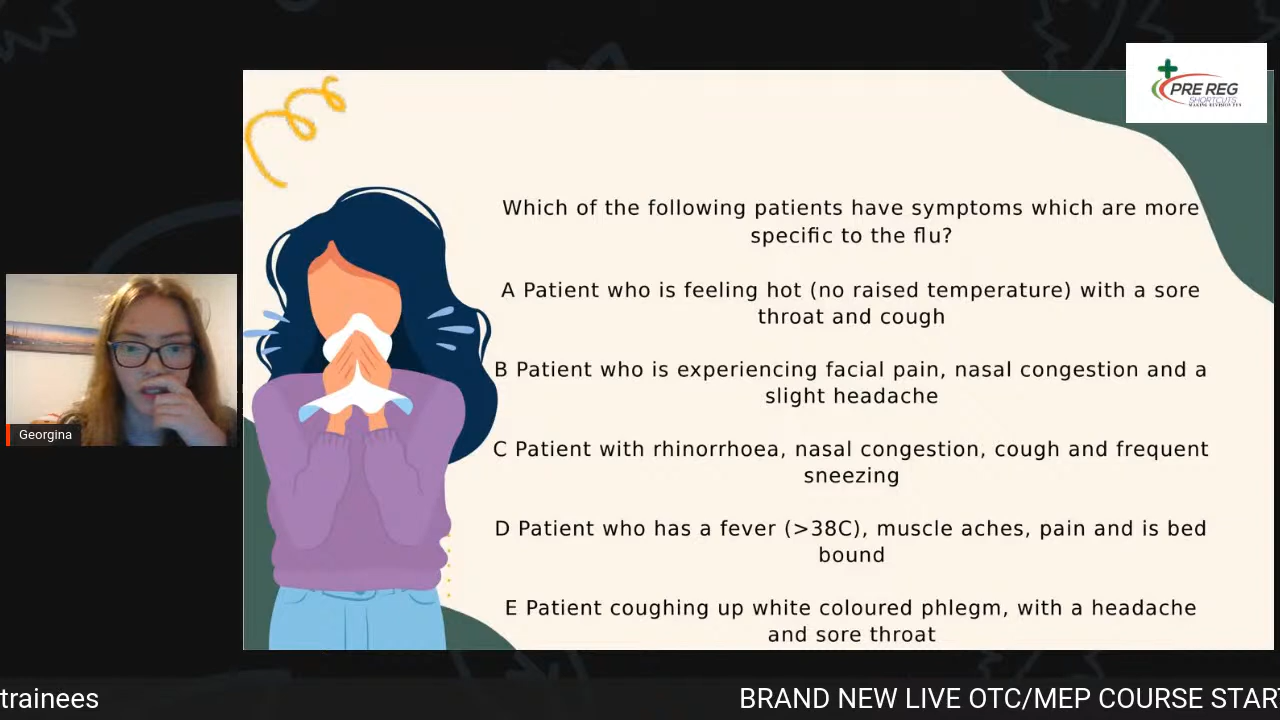 PRE REG
SHORTCUTS
MAKING REVISION FUN
Which of the following patients have symptoms which are more
specific to the flu?
A Patient who is feeling hot (no raised temperature) with a sore
throat and cough
B Patient who is experiencing facial pain, nasal congestion and a
slight headache
C Patient with rhinorrhoea, nasal congestion, cough and frequent
sneezing
D Patient who has a fever (>38C), muscle aches, pain and is bed
bound
E Patient coughing up white coloured phlegm, with a headache
and sore throat
Georgina
trainees
BRAND NEW LIVE OTC/MEP COURSE STAR